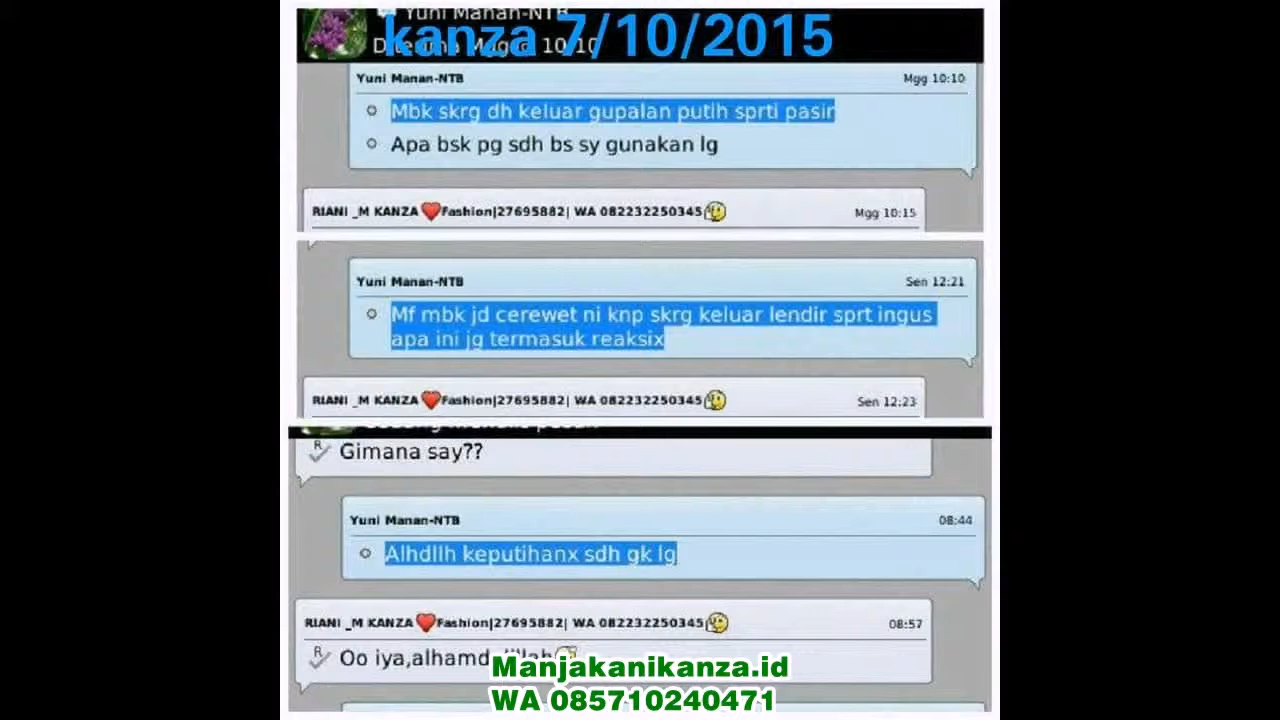 Yuni Manan-NTB
kanza 7/10/2015
Yuni Manan-NTB Mgg 10:10
Mbk skrg dh keluar gupalan putih sprti pasir
Apa bsk pg sdh bs sy gunakan lg
RIANI _M KANZA❤Fashion|27695882| WA 082232250345 Mgg 10:15
Yuni Manan-NTB Sen 12:21
Mf mbk jd cerewet ni knp skrg keluar lendir sprt ingus
apa ini jg termasuk reaksix
RIANI _M KANZA❤Fashion|27695882| WA 082232250345 Sen 12:23
R Gimana say??
Yuni Manan-NTB 08:44
Alhdllh keputihanx sdh gk lg
RIANI _M KANZA❤Fashion|27695882| WA 082232250345 08:57
R Oo iya,alhamdulillah
Manjakanikanza.id
WA 085710240471